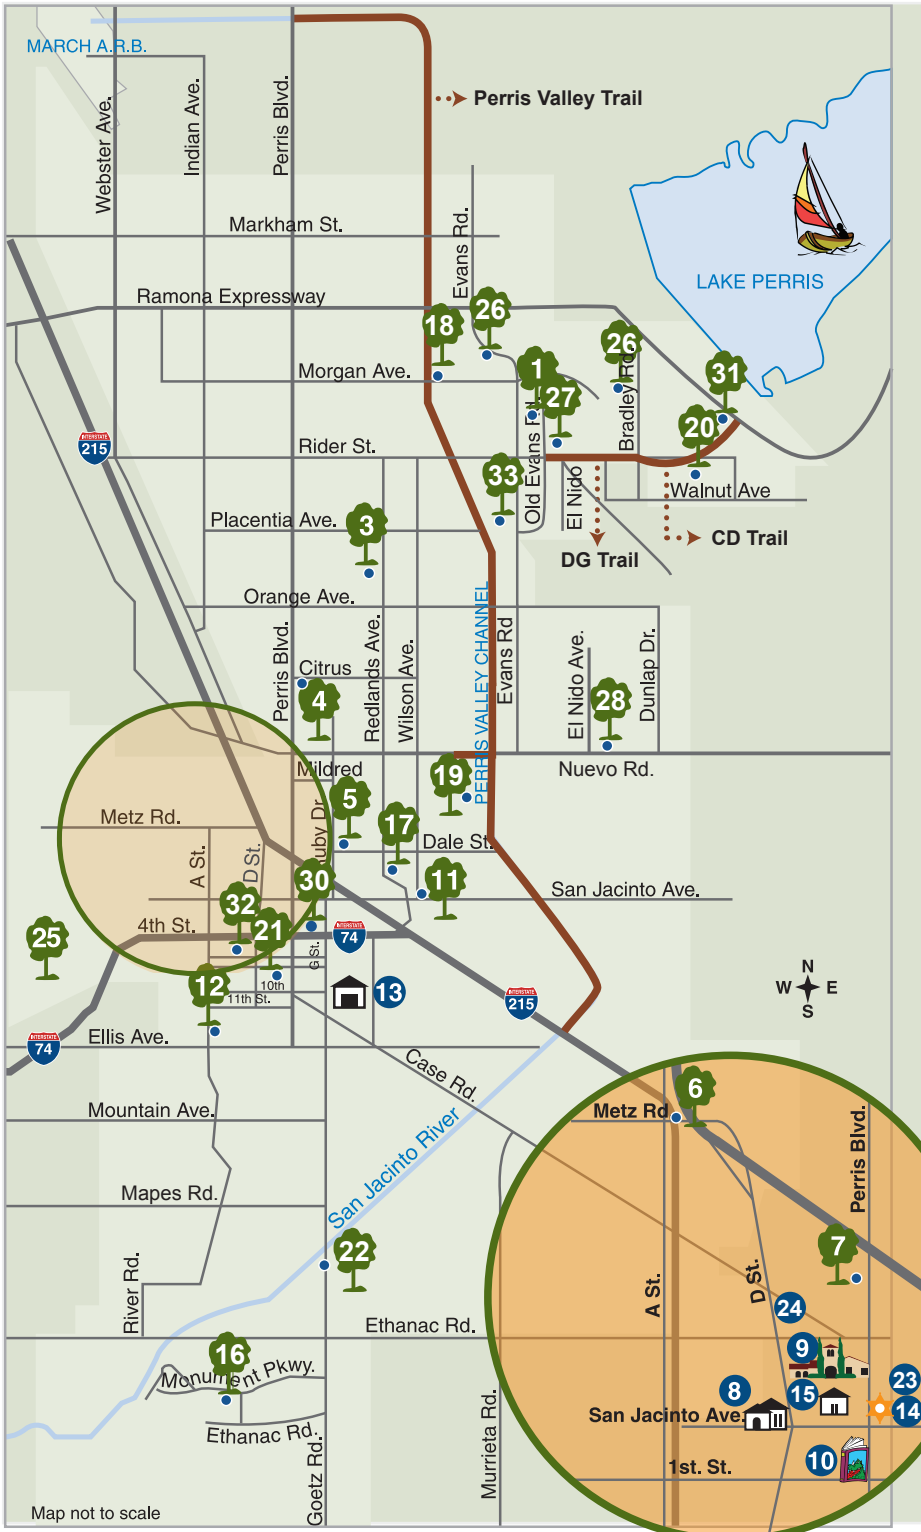 MARCH A.R.B.
Webster Ave.
Indian Ave.
Perris Blvd.
Perris Valley Trail
Markham St.
Evans Rd.
LAKE PERRIS
Ramona Expressway
18
26
26
1
27
31
Morgan Ave.
Bradley Rd.
20
INTERSTATE
215
Rider St.
33
Old Evans Rd.
El Nido
Walnut Ave
3
Placentia Ave.
CD Trail
DG Trail
Orange Ave.
PERRIS VALLEY CHANNEL
Perris Blvd.
Redlands Ave.
Wilson Ave.
Evans Rd
El Nido Ave.
Dunlap Dr.
Citrus
4
28
Mildred
19
Nuevo Rd.
5
17
Metz Rd.
A St.
D St.
uby Dr.
Dale St.
30
11
San Jacinto Ave.
32
21
25
4th St.
INTERSTATE
74
G St.
12
10th
11th St.
13
INTERSTATE
215
N
W E
S
INTERSTATE
74
Ellis Ave.
Case Rd.
Mountain Ave.
San Jacinto River
6
Metz Rd
Perris Blvd.
Mapes Rd.
22
7
River Rd.
A St.
D St.
24
Ethanac Rd.
16
Monument Pkwy.
9
23
8
15
14
San Jacinto Ave.
Ethanac Rd.
Goetz Rd.
Murrieta Rd.
10
1st. St.
Map not to scale